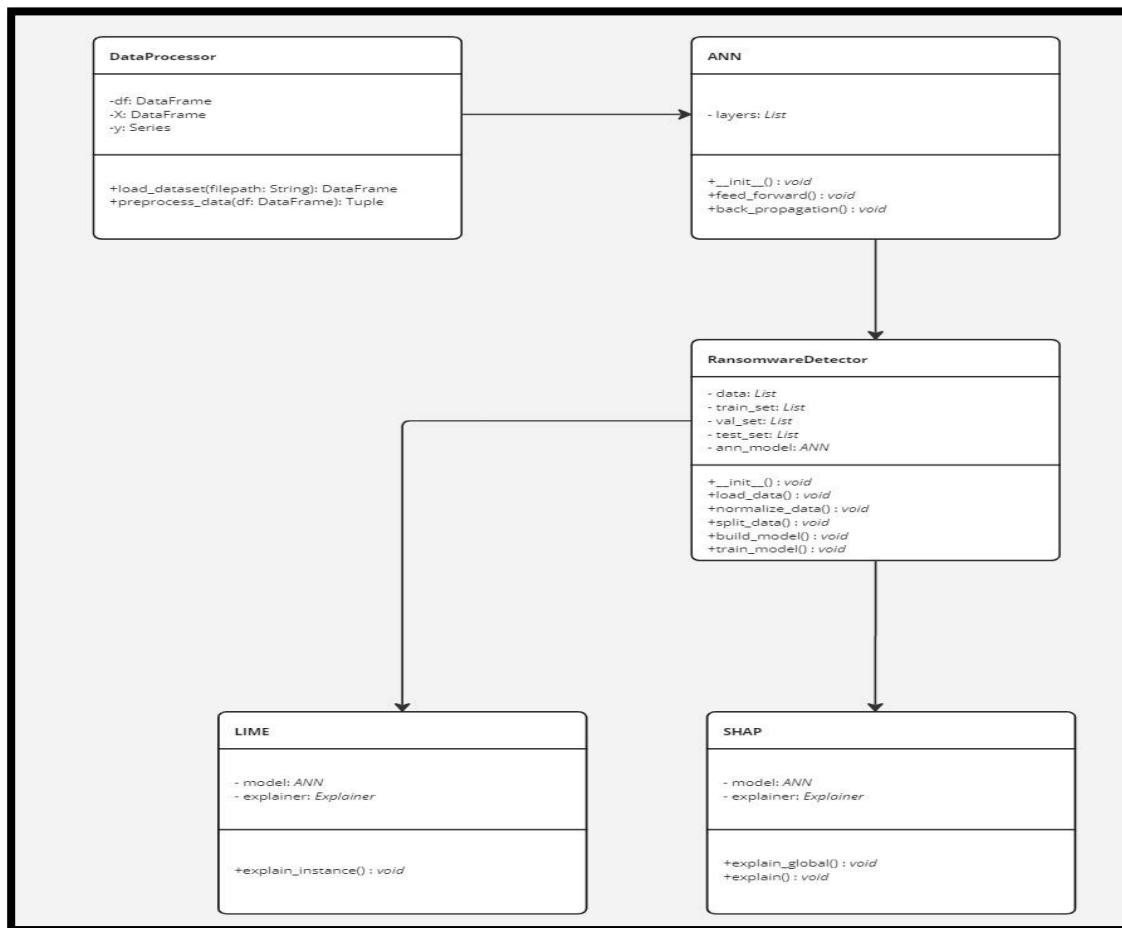 DataProcessor
-df: DataFrame
-X: DataFrame
-y: Series
+load_dataset(filepath: String): DataFrame
+preprocess_data(df: DataFrame): Tuple
ANN
- layers: List
+__init__() : void
+feed_forward() : void
+back_propagation() : void
RansomwareDetector
- data: List
- train_set: List
- val_set: List
- test_set: List
- ann_model: ANN
+__init__() : void
+load_data() : void
+normalize_data() : void
+split_data() : void
+build_model() : void
+train_model() : void
LIME
- model: ANN
- explainer: Explainer
+explain_instance() : void
SHAP
- model: ANN
- explainer: Explainer
+explain_global() : void
+explain() : void